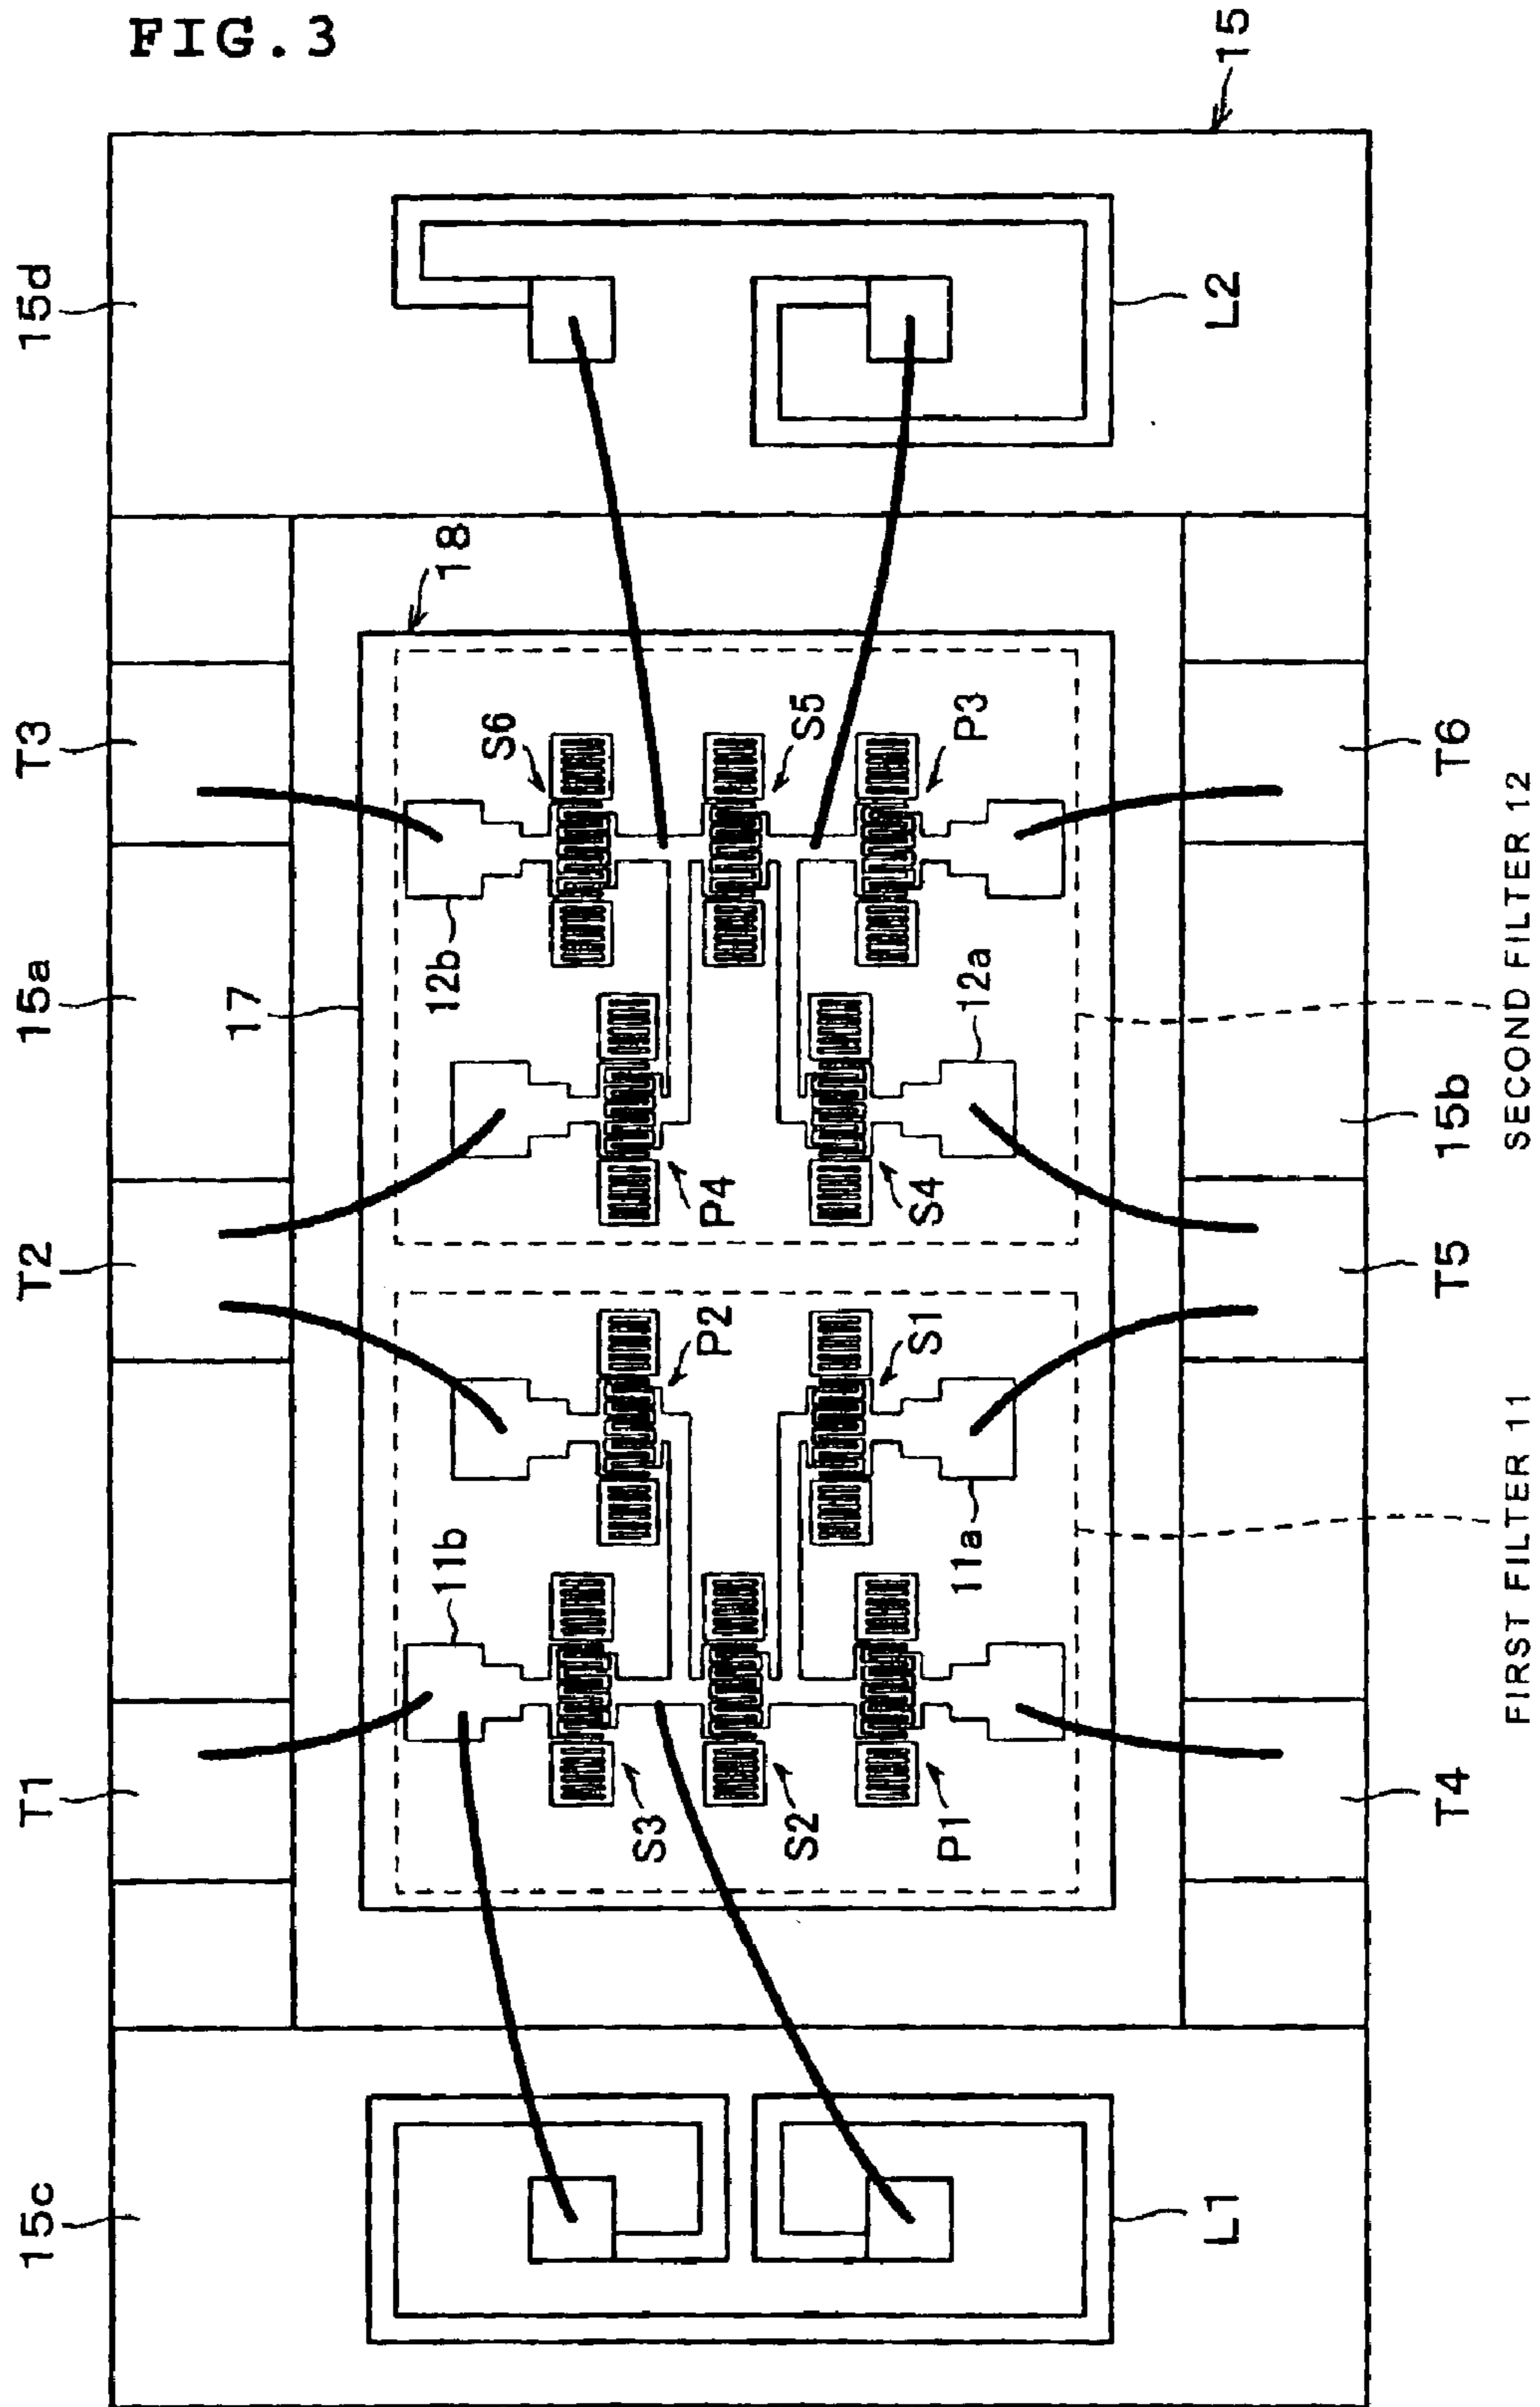 FIG.3
15
15d
L2
18
T3
S6
S5
P3
T6
12b
15a
17
12a
SECOND FILTER 12
P4
S4
15b
T2
T5
P2
S1
11b
11a
FIRST FILTER 11
T1
S3
S2
P1
T4
15c
L1